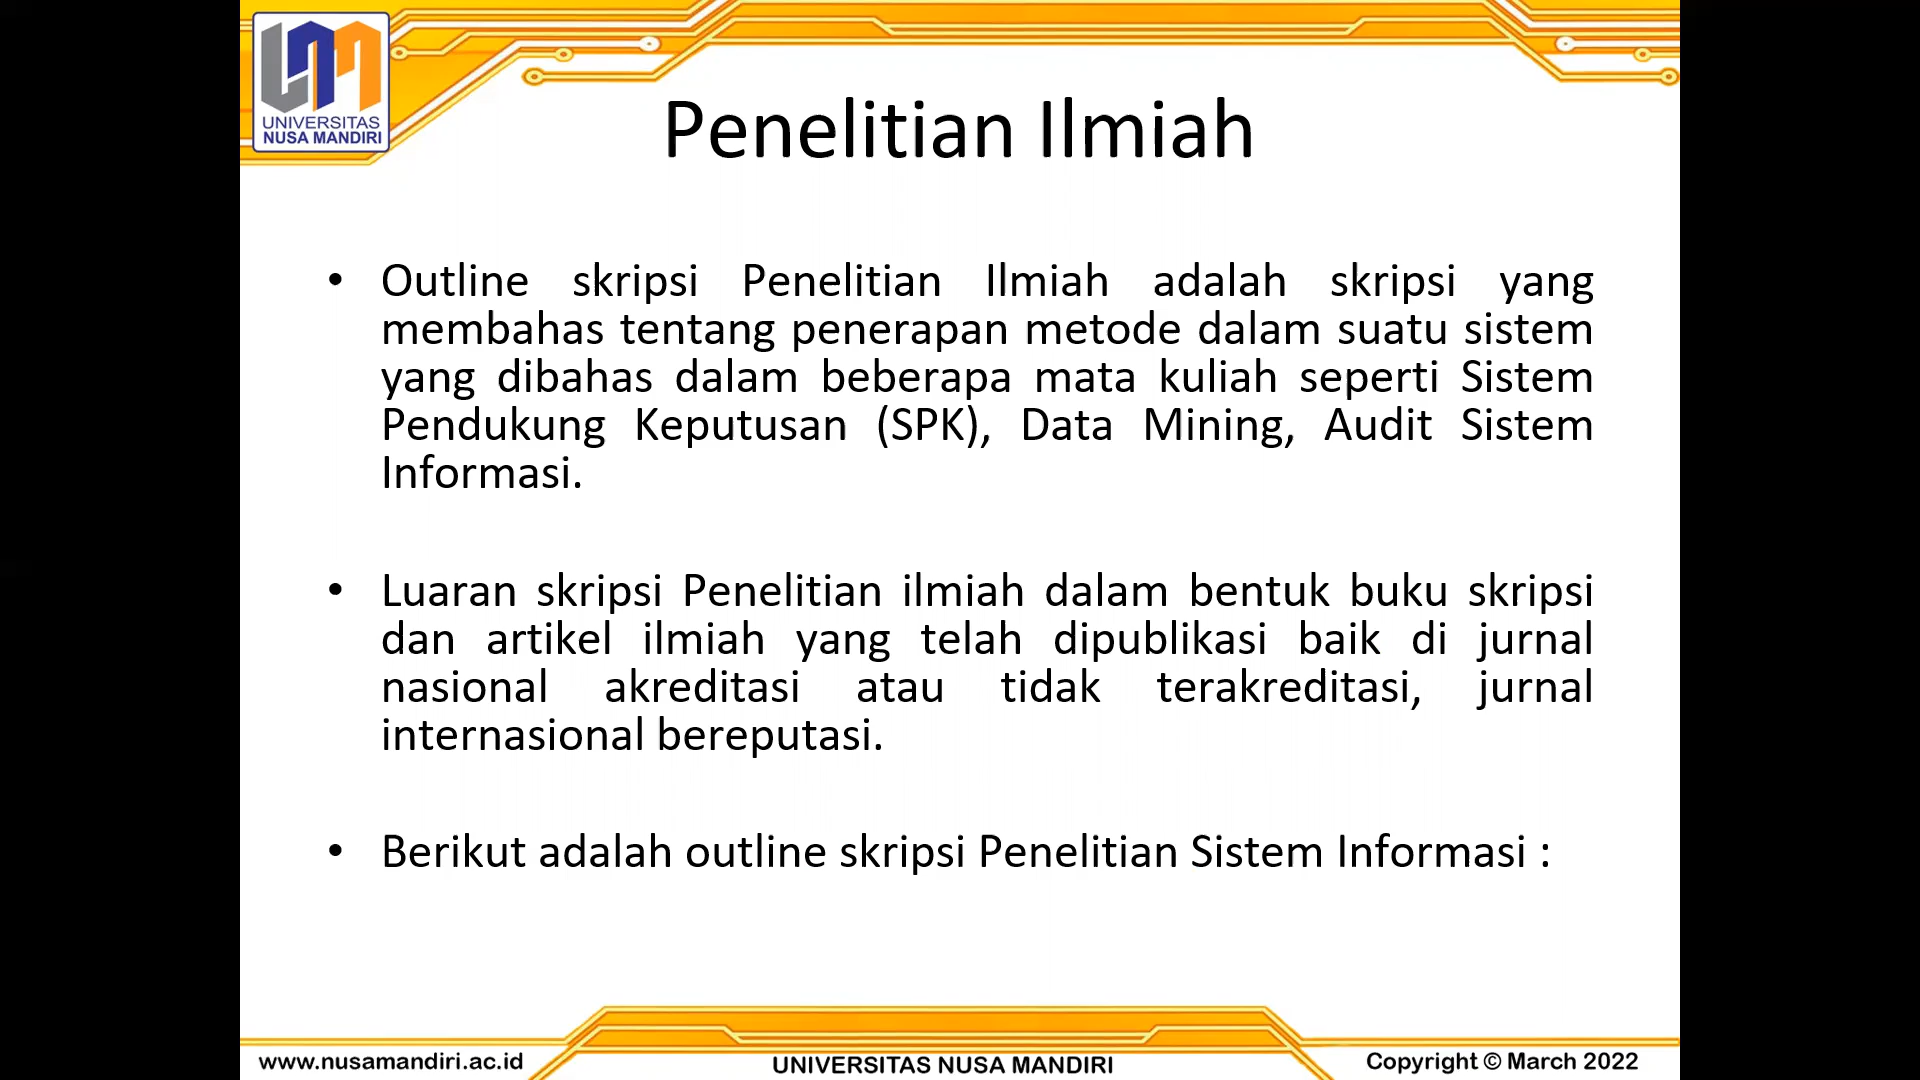 UNIVERSITAS
NUSA MANDIRI
Penelitian Ilmiah
• Outline skripsi Penelitian Ilmiah adalah skripsi yang
membahas tentang penerapan metode dalam suatu sistem
yang dibahas dalam beberapa mata kuliah seperti Sistem
Pendukung Keputusan (SPK), Data Mining, Audit Sistem
Informasi.
• Luaran skripsi Penelitian ilmiah dalam bentuk buku skripsi
dan artikel ilmiah yang telah dipublikasi baik di jurnal
nasional akreditasi atau tidak terakreditasi, jurnal
internasional bereputasi.
• Berikut adalah outline skripsi Penelitian Sistem Informasi :
www.nusamandiri.ac.id
UNIVERSITAS NUSA MANDIRI
Copyright © March 2022